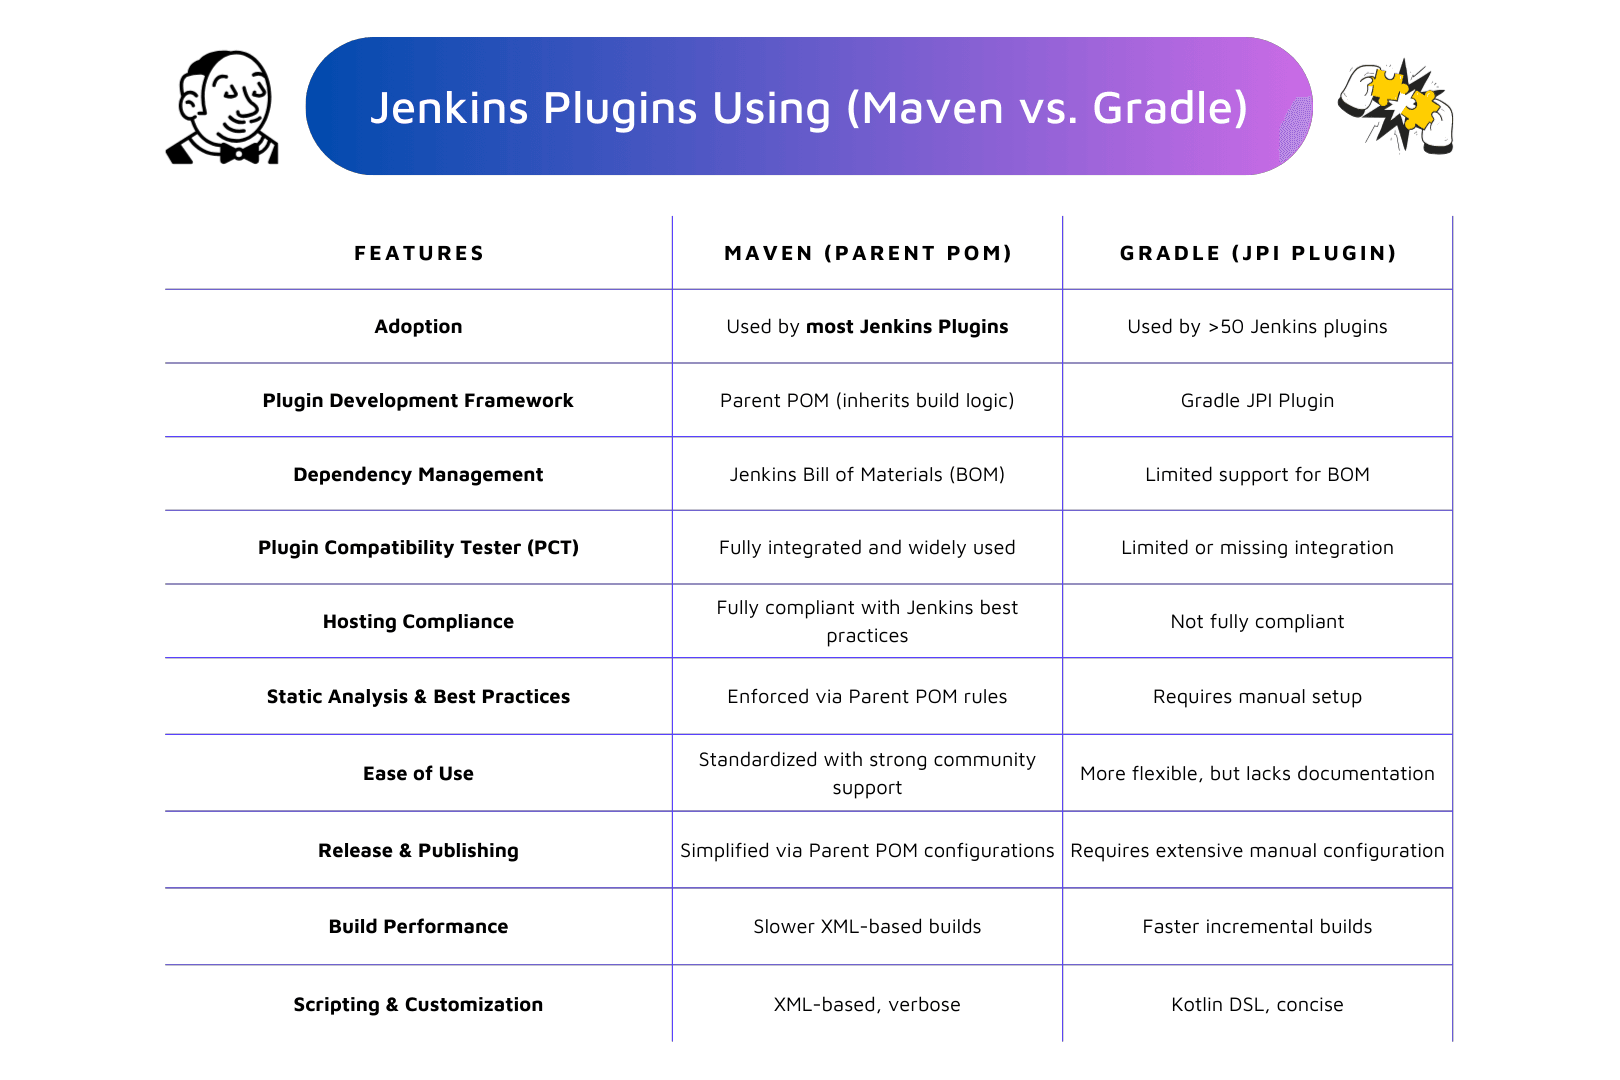 Jenkins Plugins Using (Maven vs. Gradle)
FEATURES
MAVEN (PARENT POM)
GRADLE (JPI PLUGIN)
Adoption
Used by most Jenkins Plugins
Used by >50 Jenkins plugins
Plugin Development Framework
Parent POM (inherits build logic)
Gradle JPI Plugin
Dependency Management
Jenkins Bill of Materials (BOM)
Limited support for BOM
Plugin Compatibility Tester (PCT)
Fully integrated and widely used
Limited or missing integration
Hosting Compliance
Fully compliant with Jenkins best
practices
Not fully compliant
Static Analysis & Best Practices
Enforced via Parent POM rules
Requires manual setup
Ease of Use
Standardized with strong community
support
More flexible, but lacks documentation
Release & Publishing
Simplified via Parent POM configurations
Requires extensive manual configuration
Build Performance
Slower XML-based builds
Faster incremental builds
Scripting & Customization
XML-based, verbose
Kotlin DSL, concise